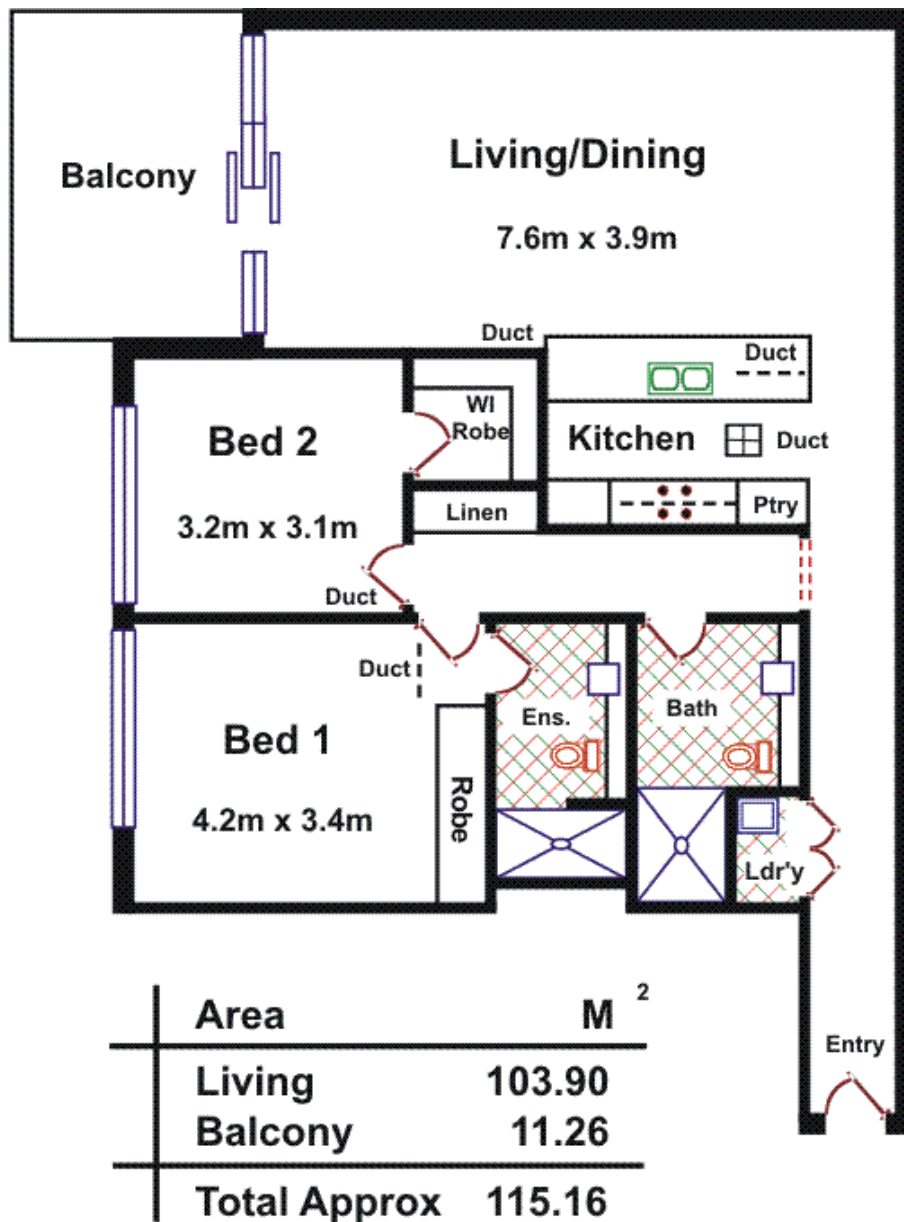 Living/Dining
Balcony
7.6m x 3.9m
Duct
Duct
WI
Robe
Bed 2
Kitchen
Duct
3.2m x 3.1m
Linen
Ptry
Duct
Duct
Ens.
Bath
Bed 1
Robe
4.2m x 3.4m
Ldr'y
Entry
Area M 2
Living 103.90
Balcony 11.26
Total Approx 115.16